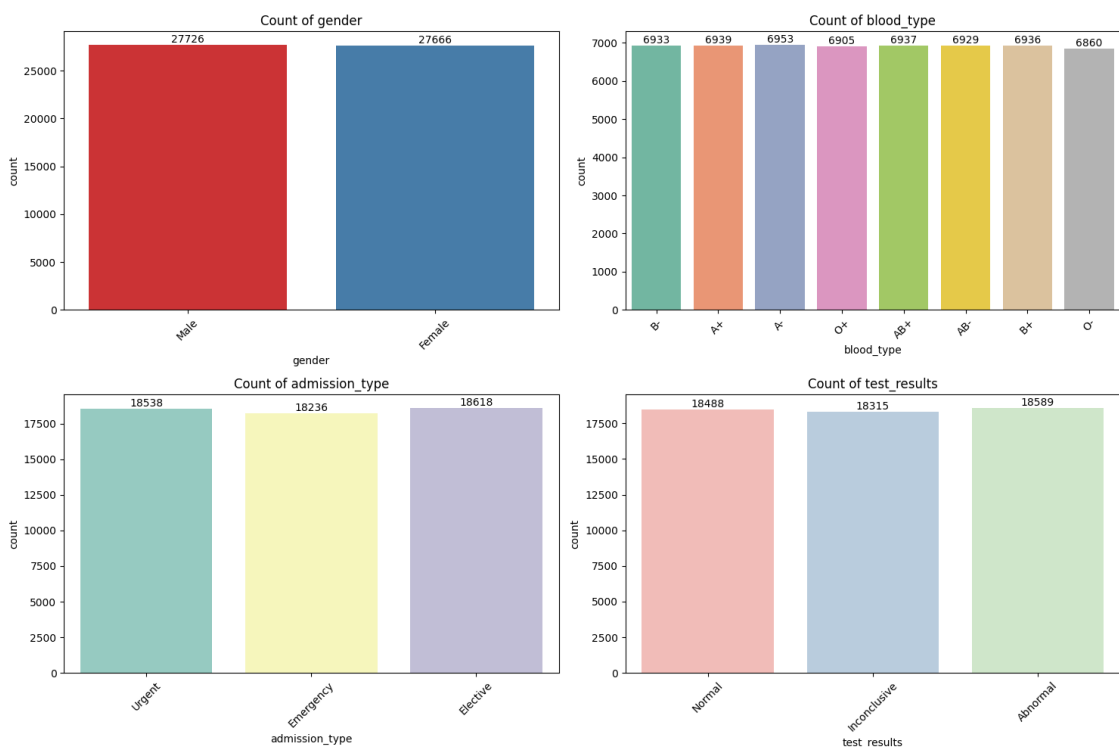 Count of gender
27726
27666
25000
20000
15000
10000
5000
0
count
Male
Female
gender
Count of blood_type
6933
6939
6953
6905
6937
6929
6936
6860
7000
6000
5000
4000
3000
2000
1000
0
count
B-
A+
A-
O+
AB+
AB-
B+
O-
blood_type
Count of admission_type
18538
18236
18618
17500
15000
12500
10000
7500
5000
2500
0
count
Urgent
Emergency
Elective
admission_type
Count of test_results
18488
18315
18589
17500
15000
12500
10000
7500
5000
2500
0
count
Normal
Inconclusive
Abnormal
test_results